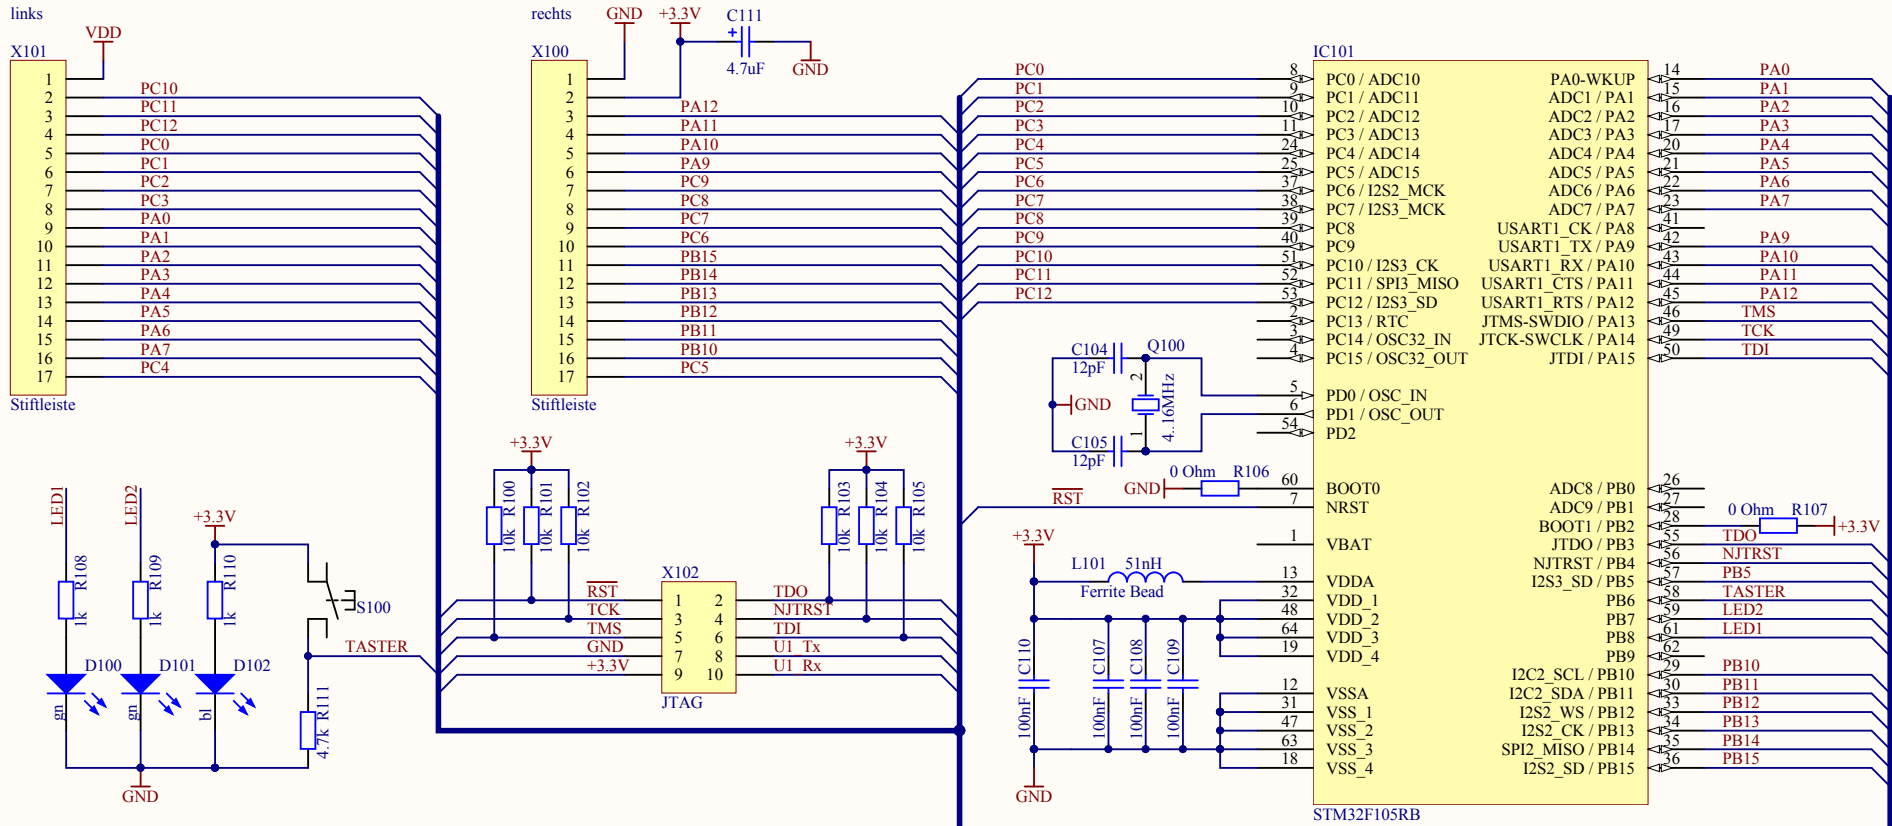 links
VDD
X101
1
2 PC10
3 PC11
4 PC12
5 PC0
6 PC1
7 PC2
8 PC3
9 PA0
10 PA1
11 PA2
12 PA3
13 PA4
14 PA5
15 PA6
16 PA7
17 PC4
Stiftleiste
rechts
GND
+3.3V
C111
+
4.7uF
GND
X100
1
2
3 PA12
4 PA11
5 PA10
6 PA9
7 PC9
8 PC8
9 PC7
10 PC6
11 PB15
12 PB14
13 PB13
14 PB12
15 PB11
16 PB10
17 PC5
Stiftleiste
IC101
PC0 8 PC0 / ADC10
PC1 9 PC1 / ADC11
PC2 10 PC2 / ADC12
PC3 11 PC3 / ADC13
PC4 24 PC4 / ADC14
PC5 25 PC5 / ADC15
PC6 37 PC6 / I2S2_MCK
PC7 38 PC7 / I2S3_MCK
PC8 39 PC8
PC9 40 PC9
PC10 51 PC10 / I2S3_CK
PC11 52 PC11 / SPI3_MISO
PC12 53 PC12 / I2S3_SD
2 PC13 / RTC
3 PC14 / OSC32_IN
4 PC15 / OSC32_OUT
5 PD0 / OSC_IN
6 PD1 / OSC_OUT
54 PD2
60 BOOT0
7 NRST
1 VBAT
13 VDDA
32 VDD_1
48 VDD_2
64 VDD_3
19 VDD_4
12 VSSA
31 VSS_1
47 VSS_2
63 VSS_3
18 VSS_4
PA0-WKUP 14 PA0
ADC1 / PA1 15 PA1
ADC2 / PA2 16 PA2
ADC3 / PA3 17 PA3
ADC4 / PA4 20 PA4
ADC5 / PA5 21 PA5
ADC6 / PA6 22 PA6
ADC7 / PA7 23 PA7
USART1_CK / PA8 41
USART1_TX / PA9 42 PA9
USART1_RX / PA10 43 PA10
USART1_CTS / PA11 44 PA11
USART1_RTS / PA12 45 PA12
JTMS-SWDIO / PA13 46 TMS
JTCK-SWCLK / PA14 49 TCK
JTDI / PA15 50 TDI
ADC8 / PB0 26
ADC9 / PB1 27
BOOT1 / PB2 28
0 Ohm R107
+3.3V
JTDO / PB3 55 TDO
NJTRST / PB4 56 NJTRST
I2S3_SD / PB5 57 PB5
PB6 58 TASTER
PB7 59 LED2
PB8 61 LED1
PB9 62
I2C2_SCL / PB10 29 PB10
I2C2_SDA / PB11 30 PB11
I2S2_WS / PB12 33 PB12
I2S2_CK / PB13 34 PB13
SPI2_MISO / PB14 35 PB14
I2S2_SD / PB15 36 PB15
STM32F105RB
C104
12pF
Q100
2
1
4..16MHz
GND
C105
12pF
0 Ohm R106
GND
RST
+3.3V
L101 51nH
Ferrite Bead
100nF C110
100nF C107
100nF C108
100nF C109
GND
LED1
LED2
+3.3V
1k R108
1k R109
1k R110
S100
TASTER
D100
gn
D101
gn
D102
bl
4.7k R111
GND
+3.3V
10k R100
10k R101
10k R102
+3.3V
10k R103
10k R104
10k R105
X102
RST 1 2 TDO
TCK 3 4 NJTRST
TMS 5 6 TDI
GND 7 8 U1_Tx
+3.3V 9 10 U1_Rx
JTAG